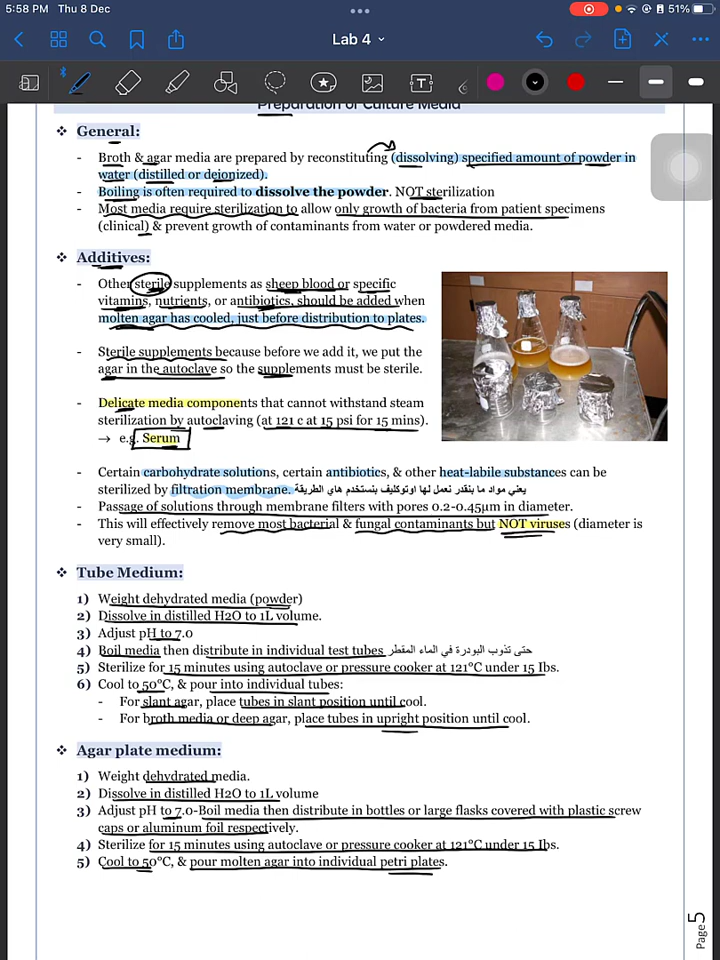 5:58 PM Thu 8 Dec
51%
Lab 4
Preparation of Culture Media
❖ General:
- Broth & agar media are prepared by reconstituting (dissolving) specified amount of powder in
water (distilled or deionized).
- Boiling is often required to dissolve the powder. NOT sterilization
- Most media require sterilization to allow only growth of bacteria from patient specimens
(clinical) & prevent growth of contaminants from water or powdered media.
❖ Additives:
- Other sterile supplements as sheep blood or specific
vitamins, nutrients, or antibiotics, should be added when
molten agar has cooled, just before distribution to plates.
- Sterile supplements because before we add it, we put the
agar in the autoclave so the supplements must be sterile.
- Delicate media components that cannot withstand steam
sterilization by autoclaving (at 121 c at 15 psi for 15 mins).
→ e.g. Serum
- Certain carbohydrate solutions, certain antibiotics, & other heat-labile substances can be
sterilized by filtration membrane. يعني مواد ما بنقدر نعمل لها اوتوكليف بنستخدم هاي الطريقة
- Passage of solutions through membrane filters with pores 0.2-0.45µm in diameter.
- This will effectively remove most bacterial & fungal contaminants but NOT viruses (diameter is
very small).
❖ Tube Medium:
1) Weight dehydrated media (powder)
2) Dissolve in distilled H2O to 1L volume.
3) Adjust pH to 7.0
4) Boil media then distribute in individual test tubes حتى تذوب البودرة في الماء المقطر
5) Sterilize for 15 minutes using autoclave or pressure cooker at 121°C under 15 Ibs.
6) Cool to 50°C, & pour into individual tubes:
- For slant agar, place tubes in slant position until cool.
- For broth media or deep agar, place tubes in upright position until cool.
❖ Agar plate medium:
1) Weight dehydrated media.
2) Dissolve in distilled H2O to 1L volume
3) Adjust pH to 7.0-Boil media then distribute in bottles or large flasks covered with plastic screw
caps or aluminum foil respectively.
4) Sterilize for 15 minutes using autoclave or pressure cooker at 121°C under 15 Ibs.
5) Cool to 50°C, & pour molten agar into individual petri plates.
Page 5